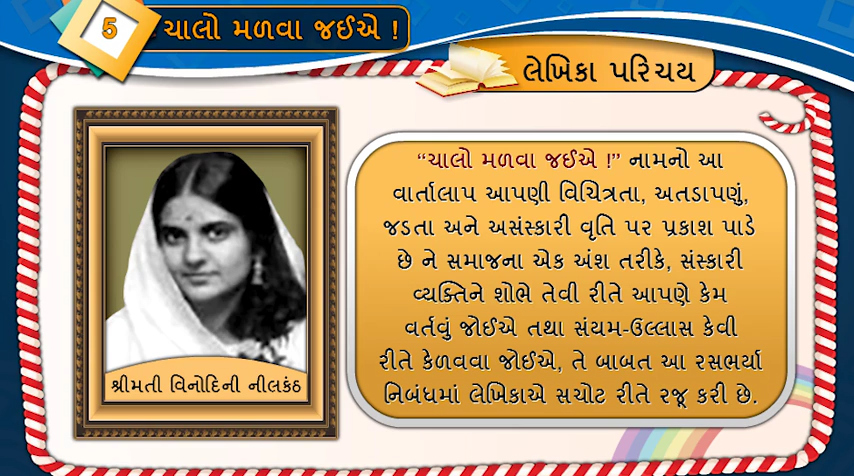 5 ચાલો મળવા જઈએ !
લેખિકા પરિચય
“ચાલો મળવા જઈએ !” નામનો આ
વાર્તાલાપ આપણી વિચિત્રતા, અતડાપણું,
જડતા અને અસંસ્કારી વૃતિ પર પ્રકાશ પાડે
છે ને સમાજના એક અંશ તરીકે, સંસ્કારી
વ્યક્તિને શોભે તેવી રીતે આપણે કેમ
વર્તવું જોઈએ તથા સંયમ-ઉલ્લાસ કેવી
રીતે કેળવવા જોઈએ, તે બાબત આ રસભર્યા
નિબંધમાં લેખિકાએ સચોટ રીતે રજૂ કરી છે.
શ્રીમતી વિનોદિની નીલકંઠ